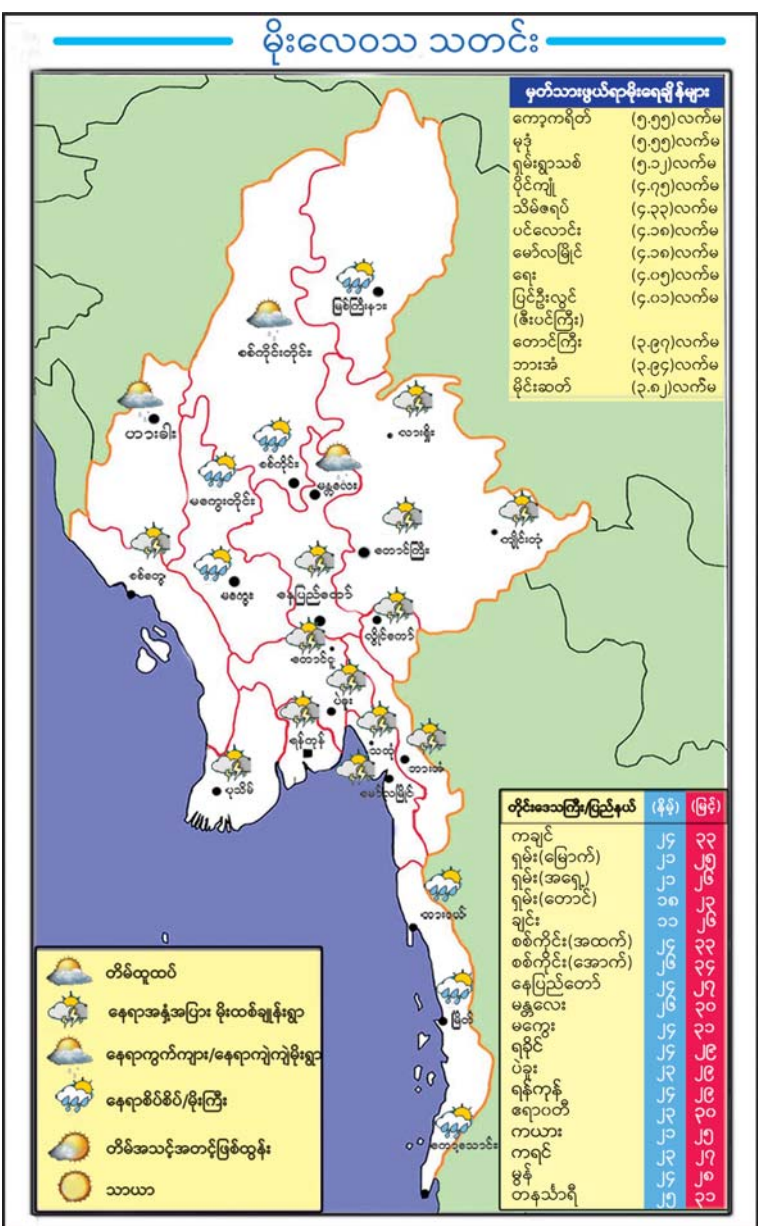 မိုးလေဝသ သတင်း
မှတ်သားဖွယ်ရာမိုးရေချိန်များ
ကော့ကရိတ် (၅.၅၅)လက်မ
မုဒုံ (၅.၅၅)လက်မ
ရှမ်းရွာသစ် (၅.၁၂)လက်မ
ပိုင်ကျုံ (၄.၇၅)လက်မ
သိမ်ဇရပ် (၄.၃၃)လက်မ
ပင်လောင်း (၄.၁၈)လက်မ
မော်လမြိုင် (၄.၁၈)လက်မ
ရေး (၄.၀၅)လက်မ
ပြင်ဦးလွင် (၄.၀၁)လက်မ
(ဇီးပင်ကြီး)
တောင်ကြီး (၃.၉၇)လက်မ
ဘားအံ (၃.၉၄)လက်မ
မိုင်းဆတ် (၃.၈၂)လက်မ
မြစ်ကြီးနား
စစ်ကိုင်းတိုင်း
ဟားခါး
လားရှိုး
စစ်ကိုင်း
မန္တလေး
မကွေးတိုင်း
ကျိုင်းတုံ
တောင်ကြီး
စစ်တွေ
မကွေး
နေပြည်တော်
လွိုင်ကော်
တောင်ငူ
ပဲခူး
ရန်ကုန်
သထုံ
ဘားအံ
ပုသိမ်
မော်လမြိုင်
ထားဝယ်
မြိတ်
ကော့သောင်း
တိမ်ထူထပ်
နေရာအနှံ့အပြား မိုးထစ်ချုန်းရွာ
နေရာကွက်ကျား/နေရာကျဲကျဲမိုးရွာ
နေရာစိပ်စိပ်/မိုးကြီး
တိမ်အသင့်အတင့်ဖြစ်ထွန်း
သာယာ
တိုင်းဒေသကြီး/ပြည်နယ် (နိမ့်) (မြင့်)
ကချင် ၂၄ ၃၃
ရှမ်း(မြောက်) ၂၁ ၂၅
ရှမ်း(အရှေ့) ၂၁ ၂၆
ရှမ်း(တောင်) ၁၈ ၂၃
ချင်း ၁၁ ၂၆
စစ်ကိုင်း(အထက်) ၂၄ ၃၃
စစ်ကိုင်း(အောက်) ၂၆ ၃၄
နေပြည်တော် ၂၄ ၂၇
မန္တလေး ၂၆ ၃၀
မကွေး ၂၄ ၃၁
ရခိုင် ၂၄ ၂၉
ပဲခူး ၂၃ ၂၉
ရန်ကုန် ၂၄ ၂၉
ဧရာဝတီ ၂၃ ၃၀
ကယား ၂၁ ၂၅
ကရင် ၂၃ ၂၇
မွန် ၂၄ ၂၈
တနင်္သာရီ ၂၅ ၃၁